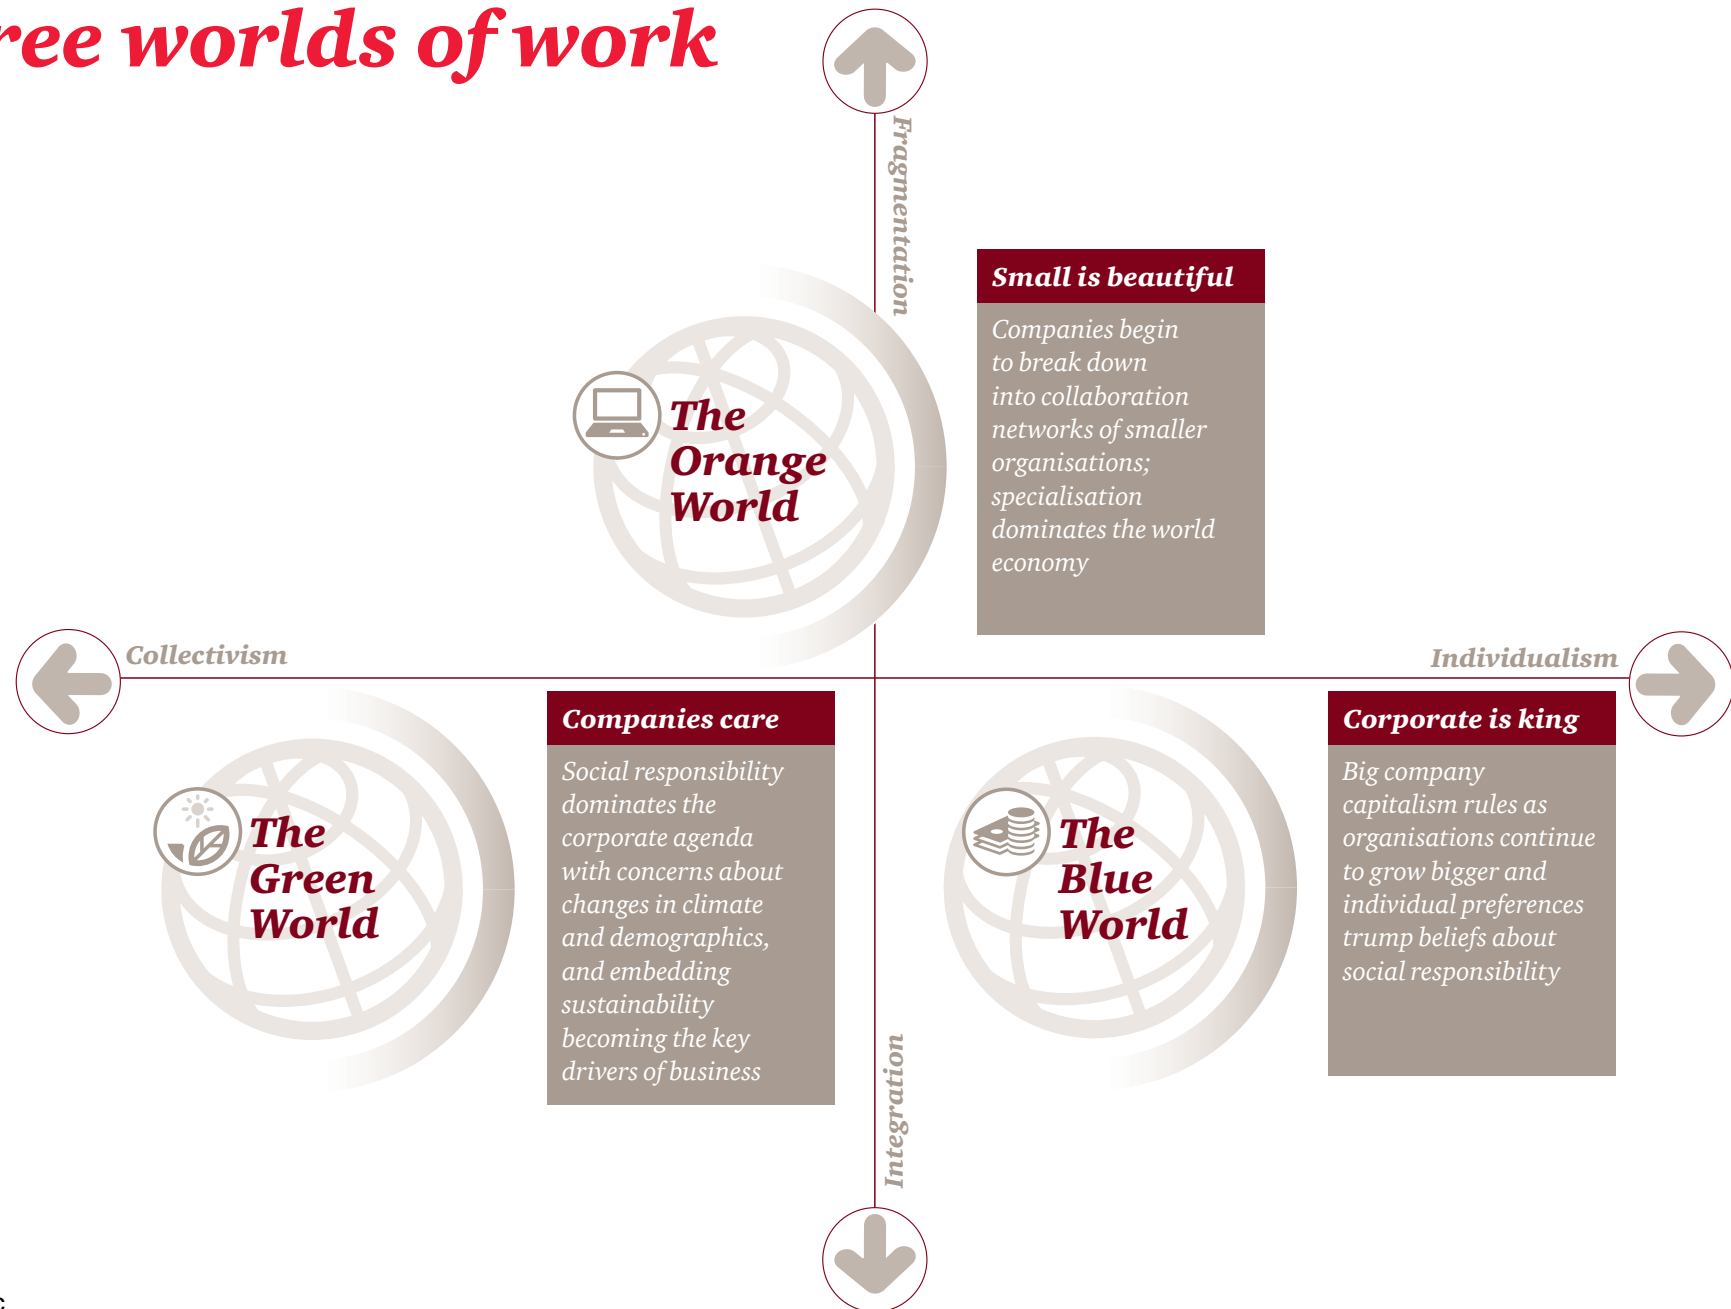 ree worlds of work
Fragmentation
Small is beautiful
Companies begin
to break down
into collaboration
networks of smaller
organisations;
specialisation
dominates the world
economy
The
Orange
World
Collectivism
Individualism
The
Green
World
Companies care
Social responsibility
dominates the
corporate agenda
with concerns about
changes in climate
and demographics,
and embedding
sustainability
becoming the key
drivers of business
The
Blue
World
Corporate is king
Big company
capitalism rules as
organisations continue
to grow bigger and
individual preferences
trump beliefs about
social responsibility
Integration
c